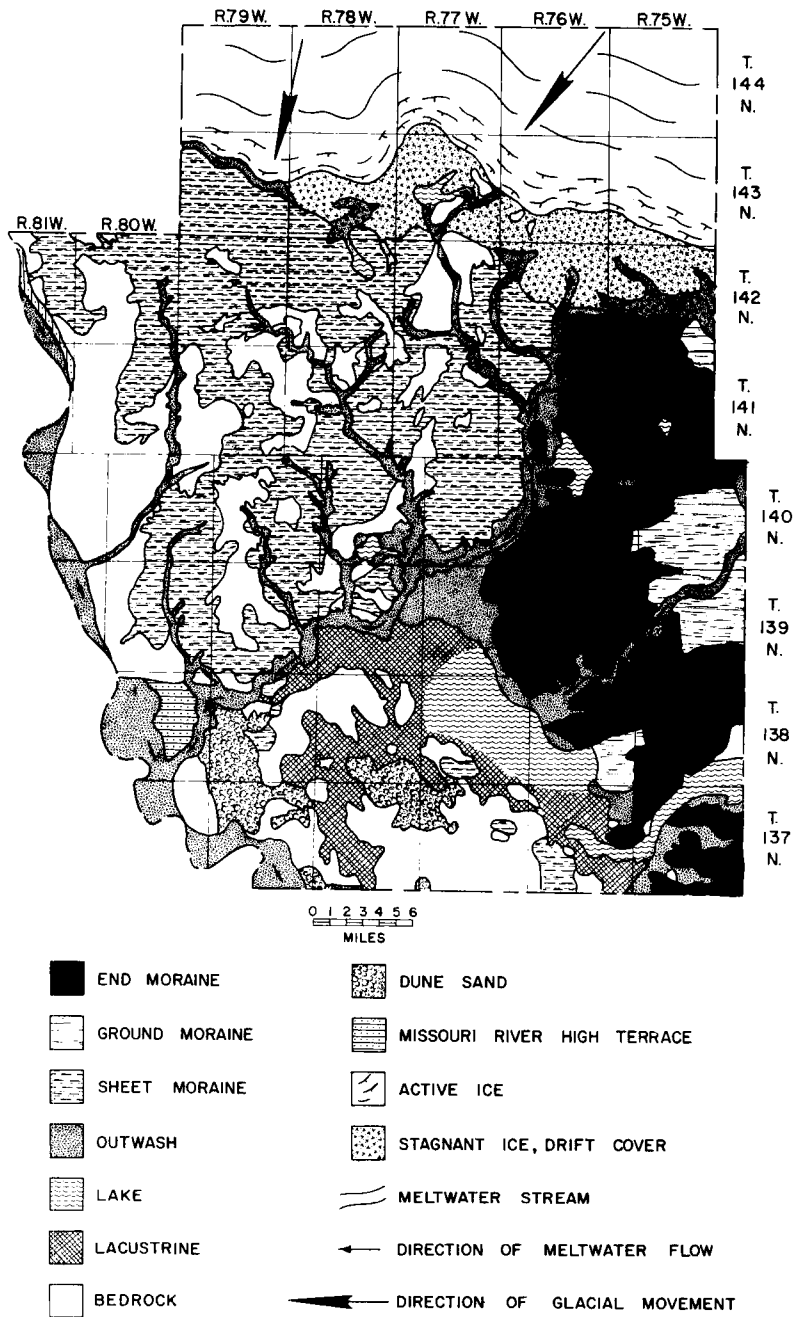 R.79W. R.78W. R.77W. R.76W. R.75W.
T. 144 N.
T. 143 N.
R.81W. R.80W.
T. 142 N.
T. 141 N.
T. 140 N.
T. 139 N.
T. 138 N.
T. 137 N.
0 1 2 3 4 5 6
MILES
END MORAINE
GROUND MORAINE
SHEET MORAINE
OUTWASH
LAKE
LACUSTRINE
BEDROCK
DUNE SAND
MISSOURI RIVER HIGH TERRACE
ACTIVE ICE
STAGNANT ICE, DRIFT COVER
MELTWATER STREAM
DIRECTION OF MELTWATER FLOW
DIRECTION OF GLACIAL MOVEMENT